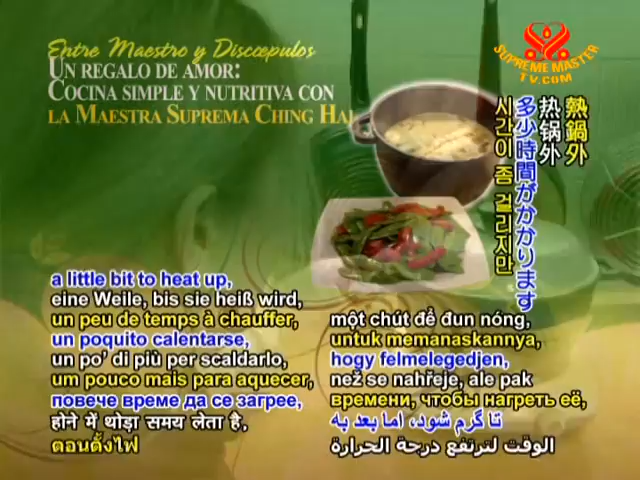 Entre Maestro y Discœpulos
UN REGALO DE AMOR:
COCINA SIMPLE Y NUTRITIVA CON
LA MAESTRA SUPREMA CHING HAI
SUPREME MASTER
TV.COM
熱鍋外
热锅外
多少時間がかかります
시간이 좀 걸리지만
a little bit to heat up,
eine Weile, bis sie heiß wird,
un peu de temps à chauffer,
un poquito calentarse,
un po’ di più per scaldarlo,
um pouco mais para aquecer,
повече време да се загрее,
होने में थोड़ा समय लेता है.
ตอนตั้งไฟ
một chút để đun nóng,
untuk memanaskannya,
hogy felmelegedjen,
než se nahřeje, ale pak
времени, чтобы нагреть её,
تا گرم شود، اما بعد به
الوقت لترتفع درجة الحرارة